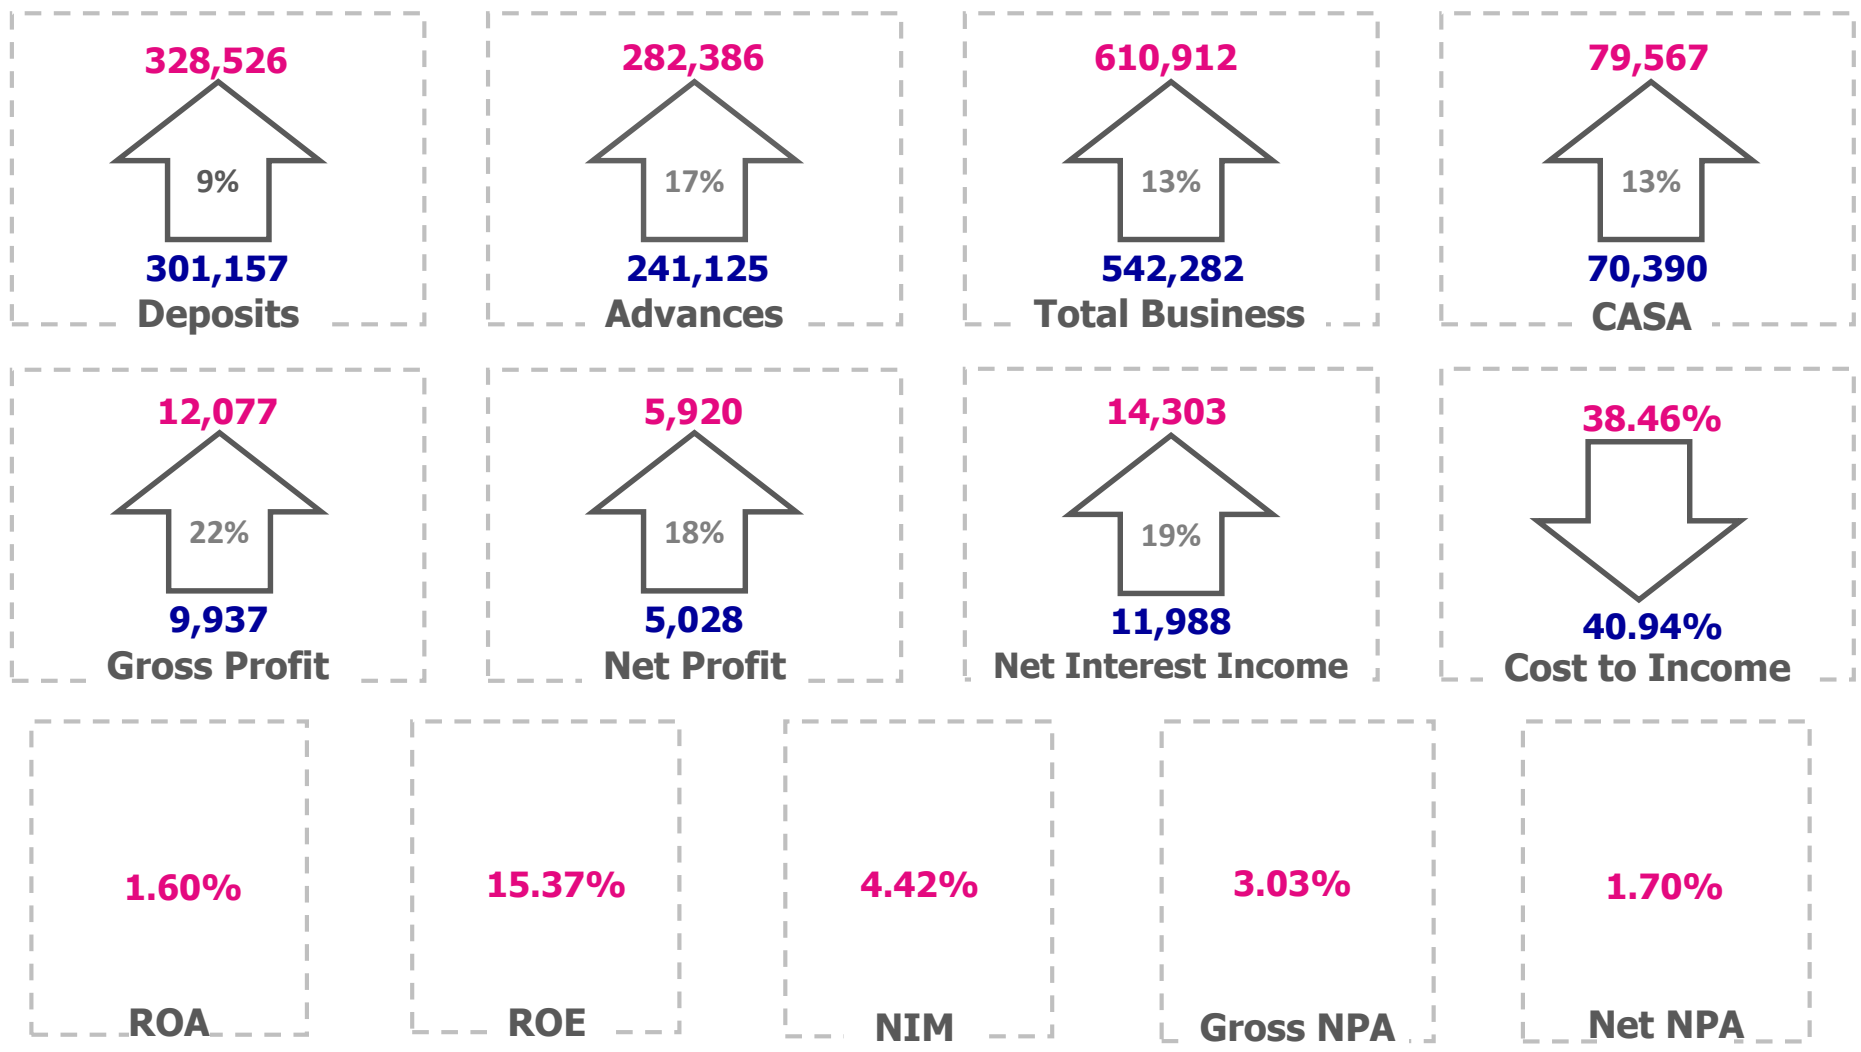 328,526
9%
301,157
Deposits
282,386
17%
241,125
Advances
610,912
13%
542,282
Total Business
79,567
13%
70,390
CASA
12,077
22%
9,937
Gross Profit
5,920
18%
5,028
Net Profit
14,303
19%
11,988
Net Interest Income
38.46%
40.94%
Cost to Income
1.60%
ROA
15.37%
ROE
4.42%
NIM
3.03%
Gross NPA
1.70%
Net NPA